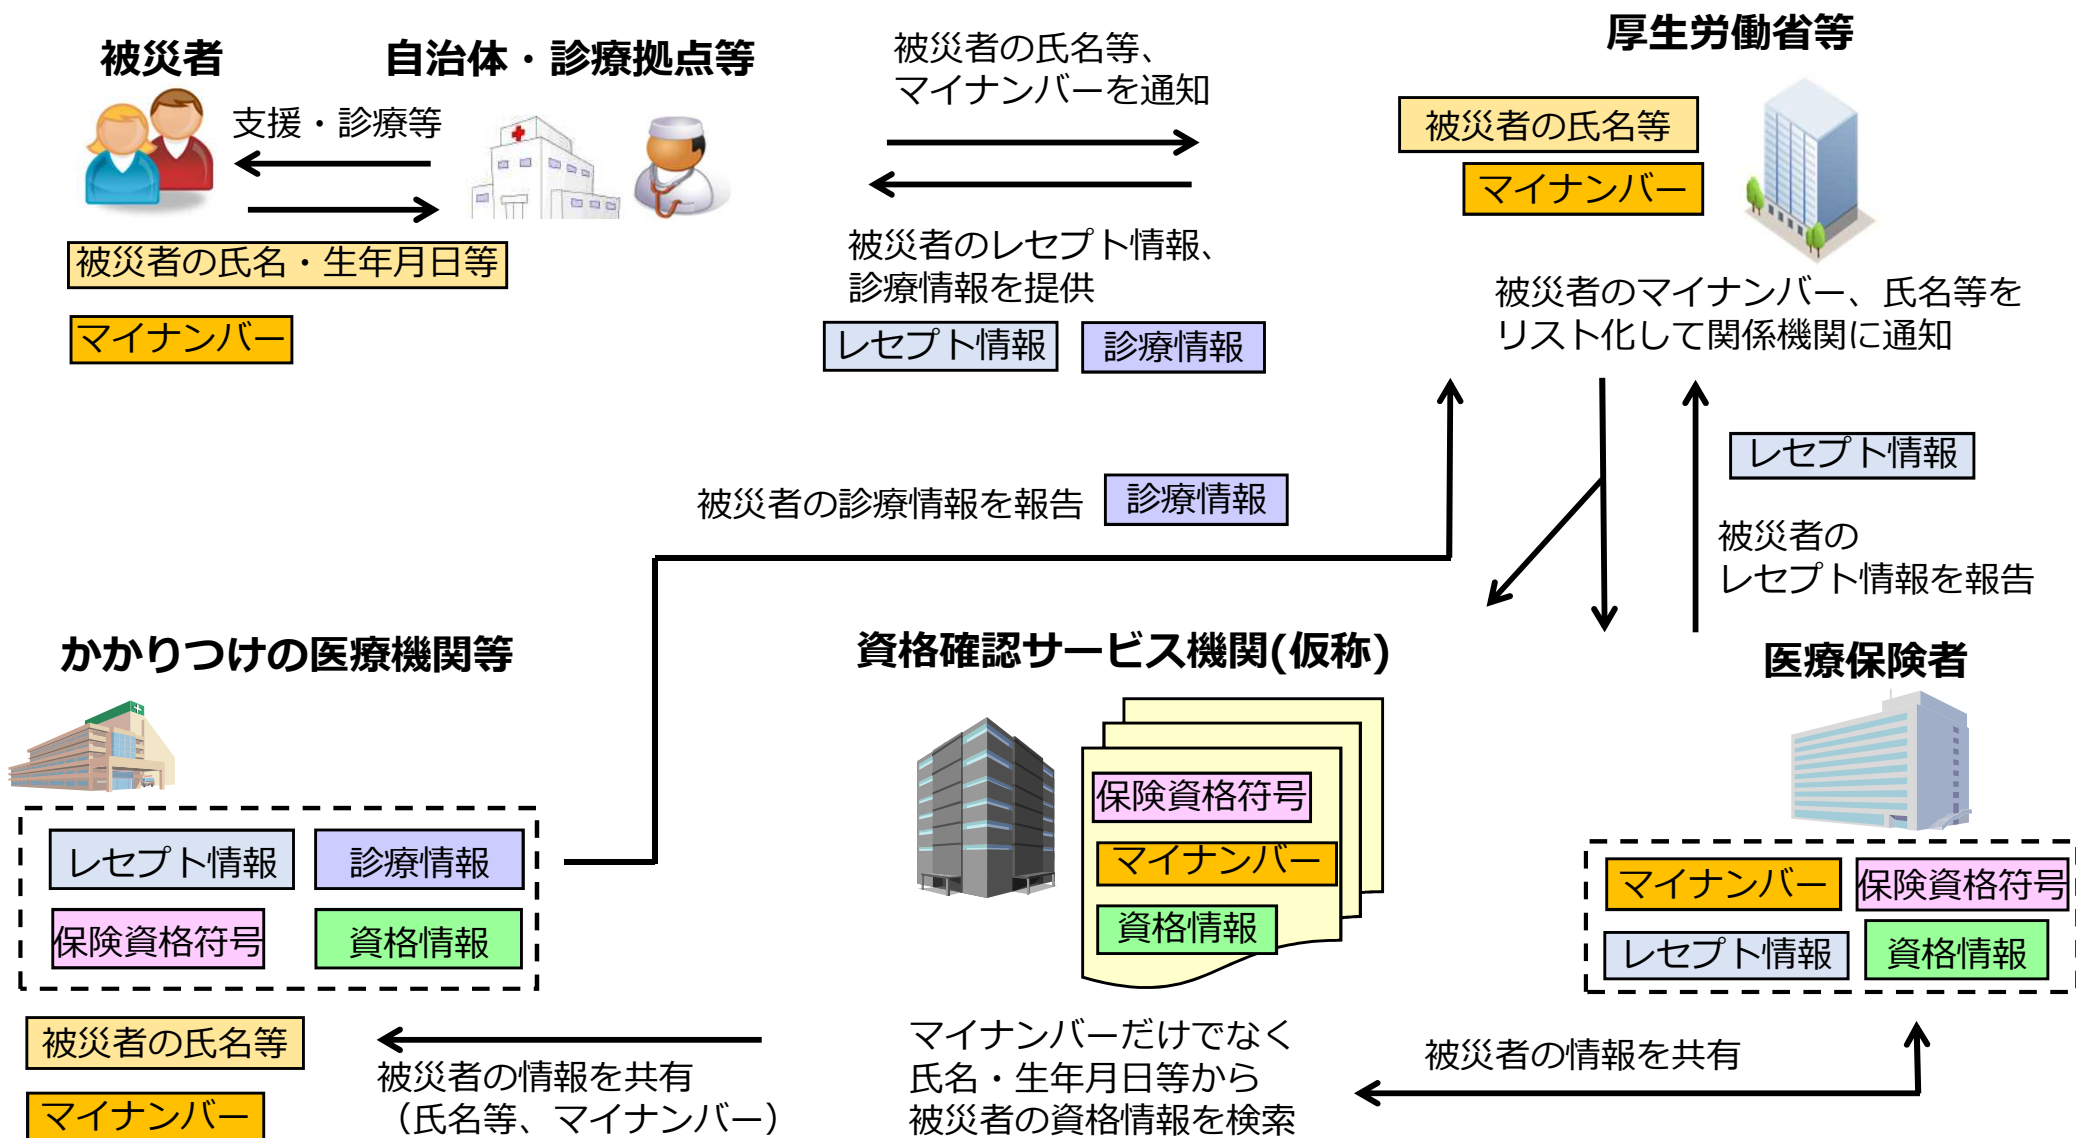 被災者
自治体・診療拠点等
支援・診療等
被災者の氏名・生年月日等
マイナンバー
被災者の氏名等、
マイナンバーを通知
被災者のレセプト情報、
診療情報を提供
レセプト情報
診療情報
厚生労働省等
被災者の氏名等
マイナンバー
被災者のマイナンバー、氏名等を
リスト化して関係機関に通知
レセプト情報
被災者の
レセプト情報を報告
被災者の診療情報を報告
診療情報
かかりつけの医療機関等
レセプト情報
診療情報
保険資格符号
資格情報
被災者の氏名等
マイナンバー
被災者の情報を共有
（氏名等、マイナンバー）
資格確認サービス機関(仮称)
保険資格符号
マイナンバー
資格情報
マイナンバーだけでなく
氏名・生年月日等から
被災者の資格情報を検索
医療保険者
マイナンバー
保険資格符号
レセプト情報
資格情報
被災者の情報を共有